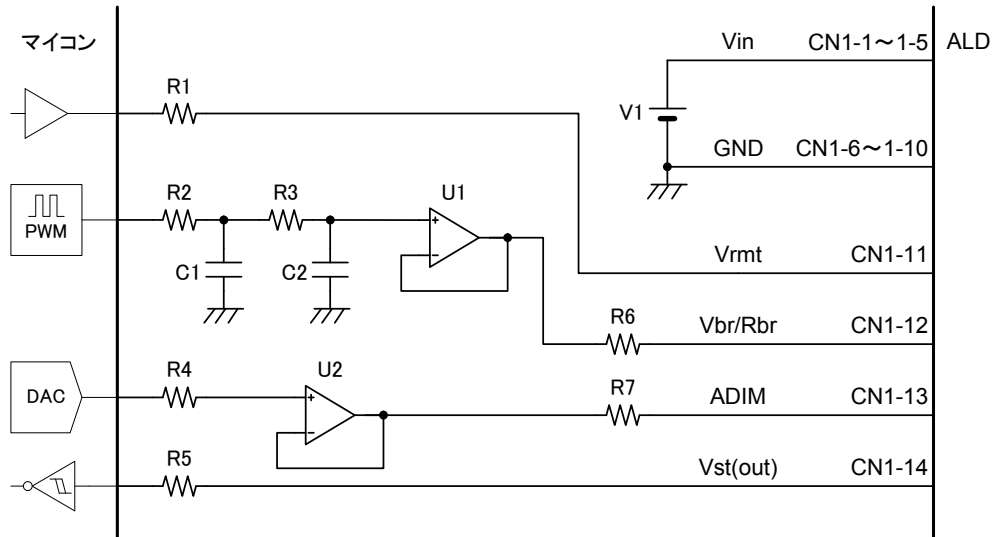 マイコン
Vin CN1-1～1-5 ALD
R1
V1
GND CN1-6～1-10
R2 R3 U1
PWM
C1 C2
+
-
Vrmt CN1-11
R6 Vbr/Rbr CN1-12
R4 U2 R7 ADIM CN1-13
DAC
+
-
R5 Vst(out) CN1-14